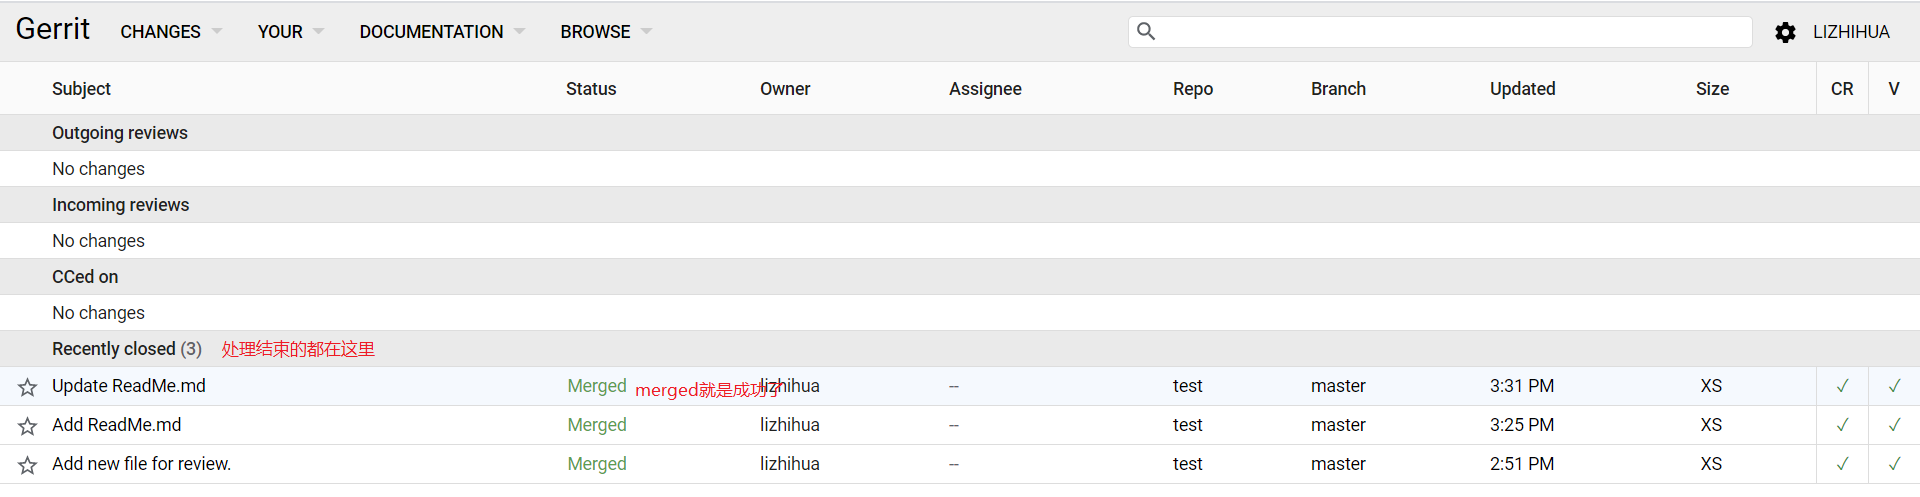 Gerrit CHANGES YOUR DOCUMENTATION BROWSE LIZHIHUA
Subject Status Owner Assignee Repo Branch Updated Size CR V
Outgoing reviews
No changes
Incoming reviews
No changes
CCed on
No changes
Recently closed (3) 处理结束的都在这里
Update ReadMe.md Merged merged就是成功了 lizhihua -- test master 3:31 PM XS ✓ ✓
Add ReadMe.md Merged lizhihua -- test master 3:25 PM XS ✓ ✓
Add new file for review. Merged lizhihua -- test master 2:51 PM XS ✓ ✓